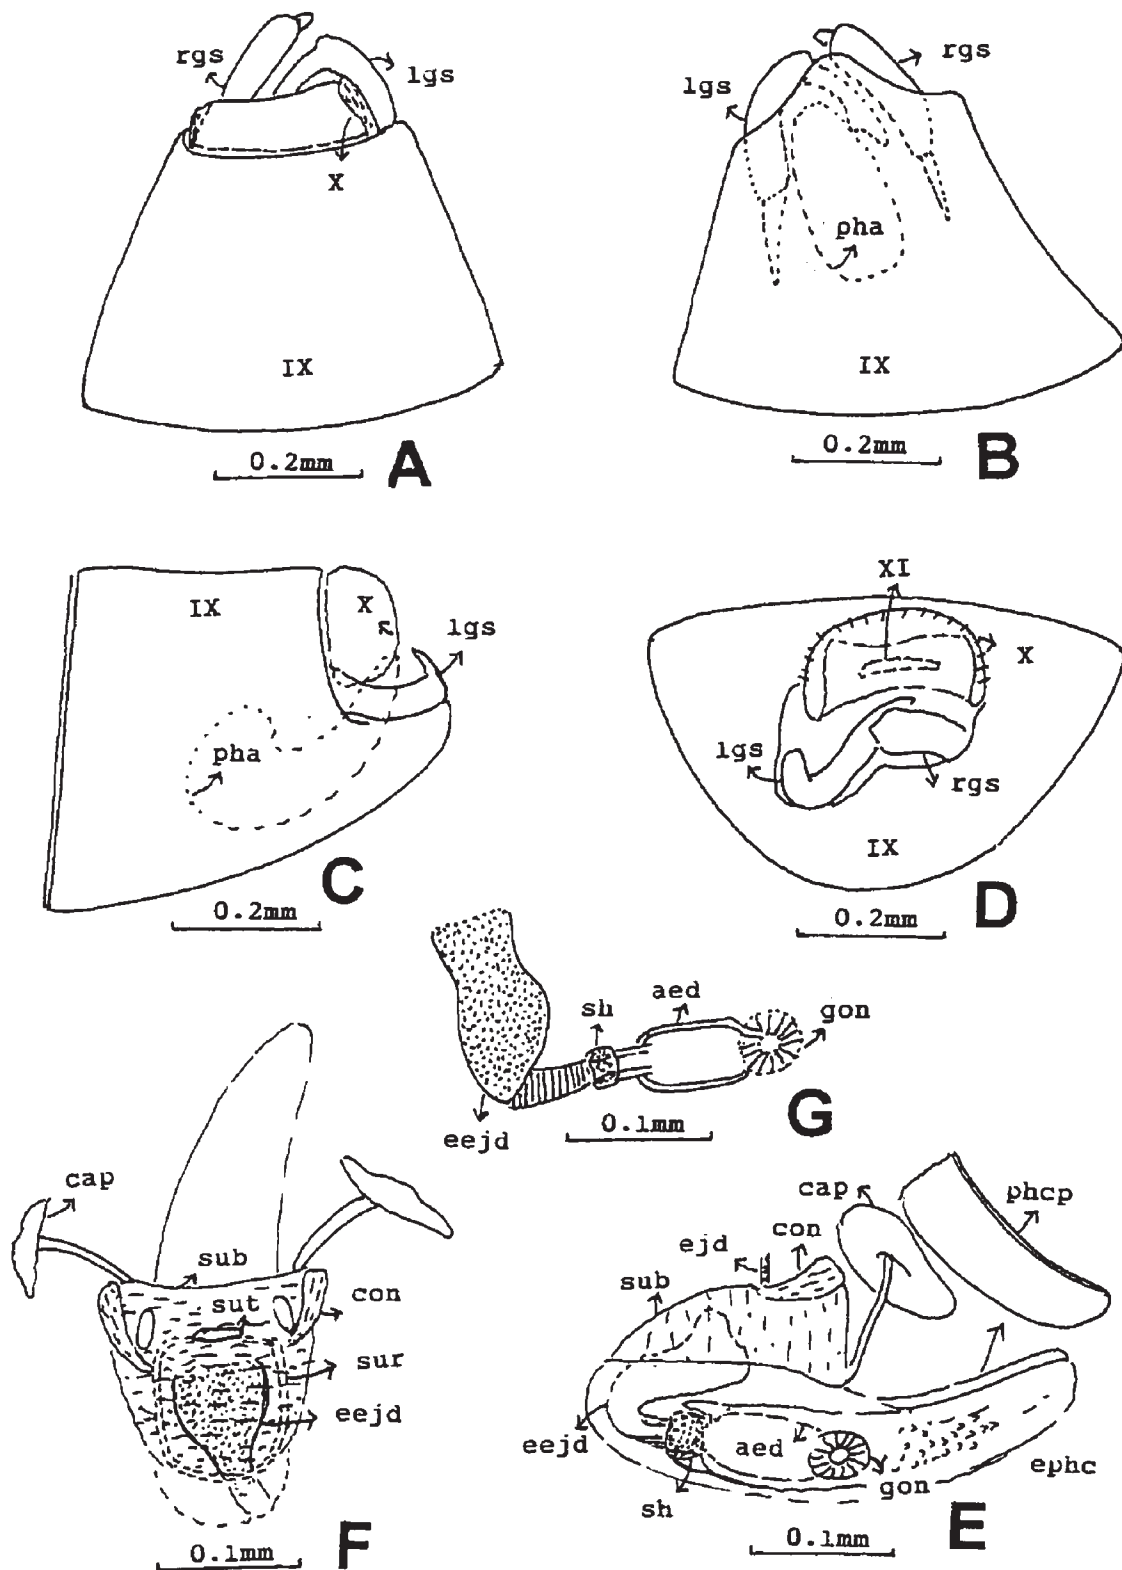 rgs
lgs
X
IX
0.2mm
A
rgs
lgs
pha
IX
0.2mm
B
IX
X
lgs
pha
C
0.2mm
XI
X
lgs
rgs
IX
D
0.2mm
sh
aed
gon
eejd
0.1mm
G
cap
sub
sut
con
sur
eejd
0.1mm
F
cap
phcp
ejd
con
sub
eejd
aed
gon
ephc
sh
0.1mm
E